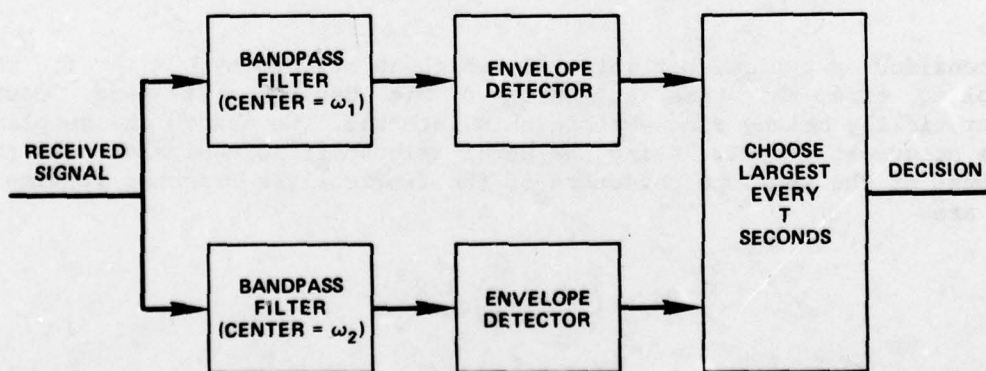 BANDPASS
FILTER
(CENTER = ω₁)
ENVELOPE
DETECTOR
RECEIVED
SIGNAL
CHOOSE
LARGEST
EVERY
T
SECONDS
DECISION
BANDPASS
FILTER
(CENTER = ω₂)
ENVELOPE
DETECTOR